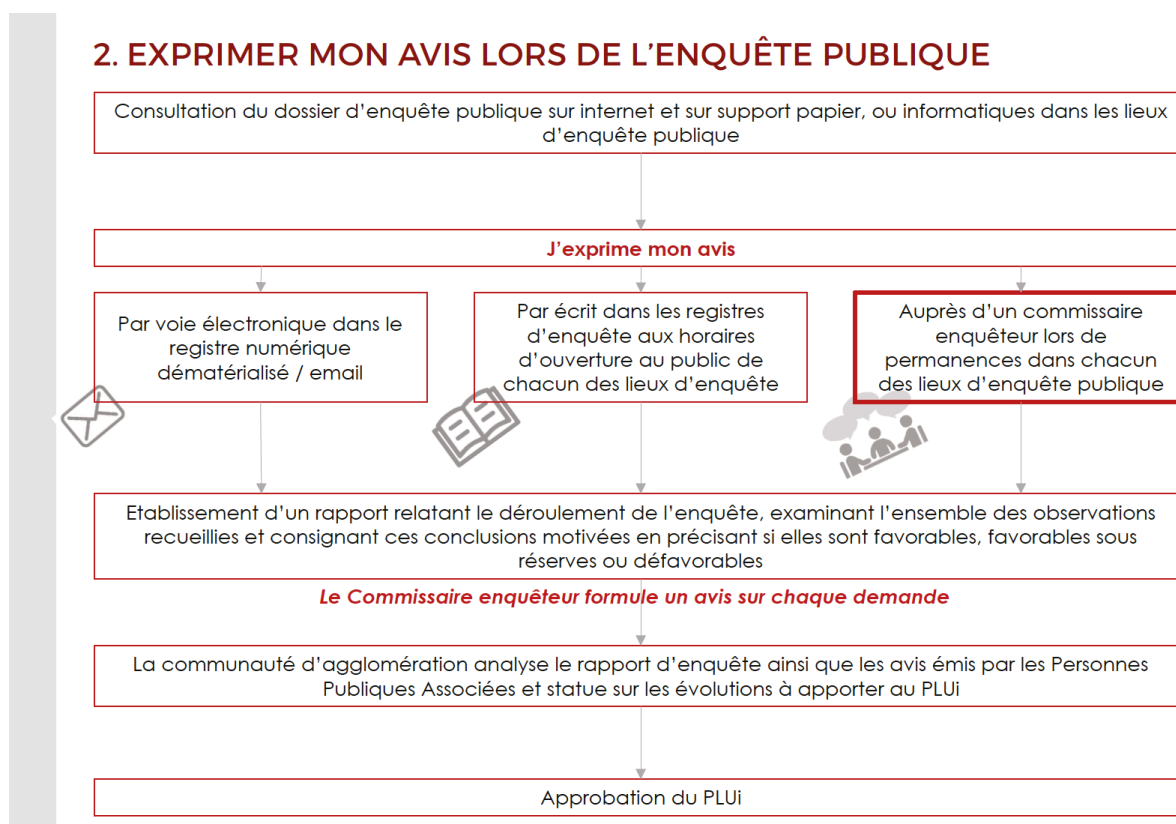 2. EXPRIMER MON AVIS LORS DE L’ENQUÊTE PUBLIQUE
Consultation du dossier d’enquête publique sur internet et sur support papier, ou informatiques dans les lieux
d’enquête publique
J’exprime mon avis
Par voie électronique dans le
registre numérique
dématérialisé / email
Par écrit dans les registres
d’enquête aux horaires
d’ouverture au public de
chacun des lieux d’enquête
Auprès d’un commissaire
enquêteur lors de
permanences dans chacun
des lieux d’enquête publique
Etablissement d’un rapport relatant le déroulement de l’enquête, examinant l’ensemble des observations
recueillies et consignant ces conclusions motivées en précisant si elles sont favorables, favorables sous
réserves ou défavorables
Le Commissaire enquêteur formule un avis sur chaque demande
La communauté d’agglomération analyse le rapport d’enquête ainsi que les avis émis par les Personnes
Publiques Associées et statue sur les évolutions à apporter au PLUi
Approbation du PLUi